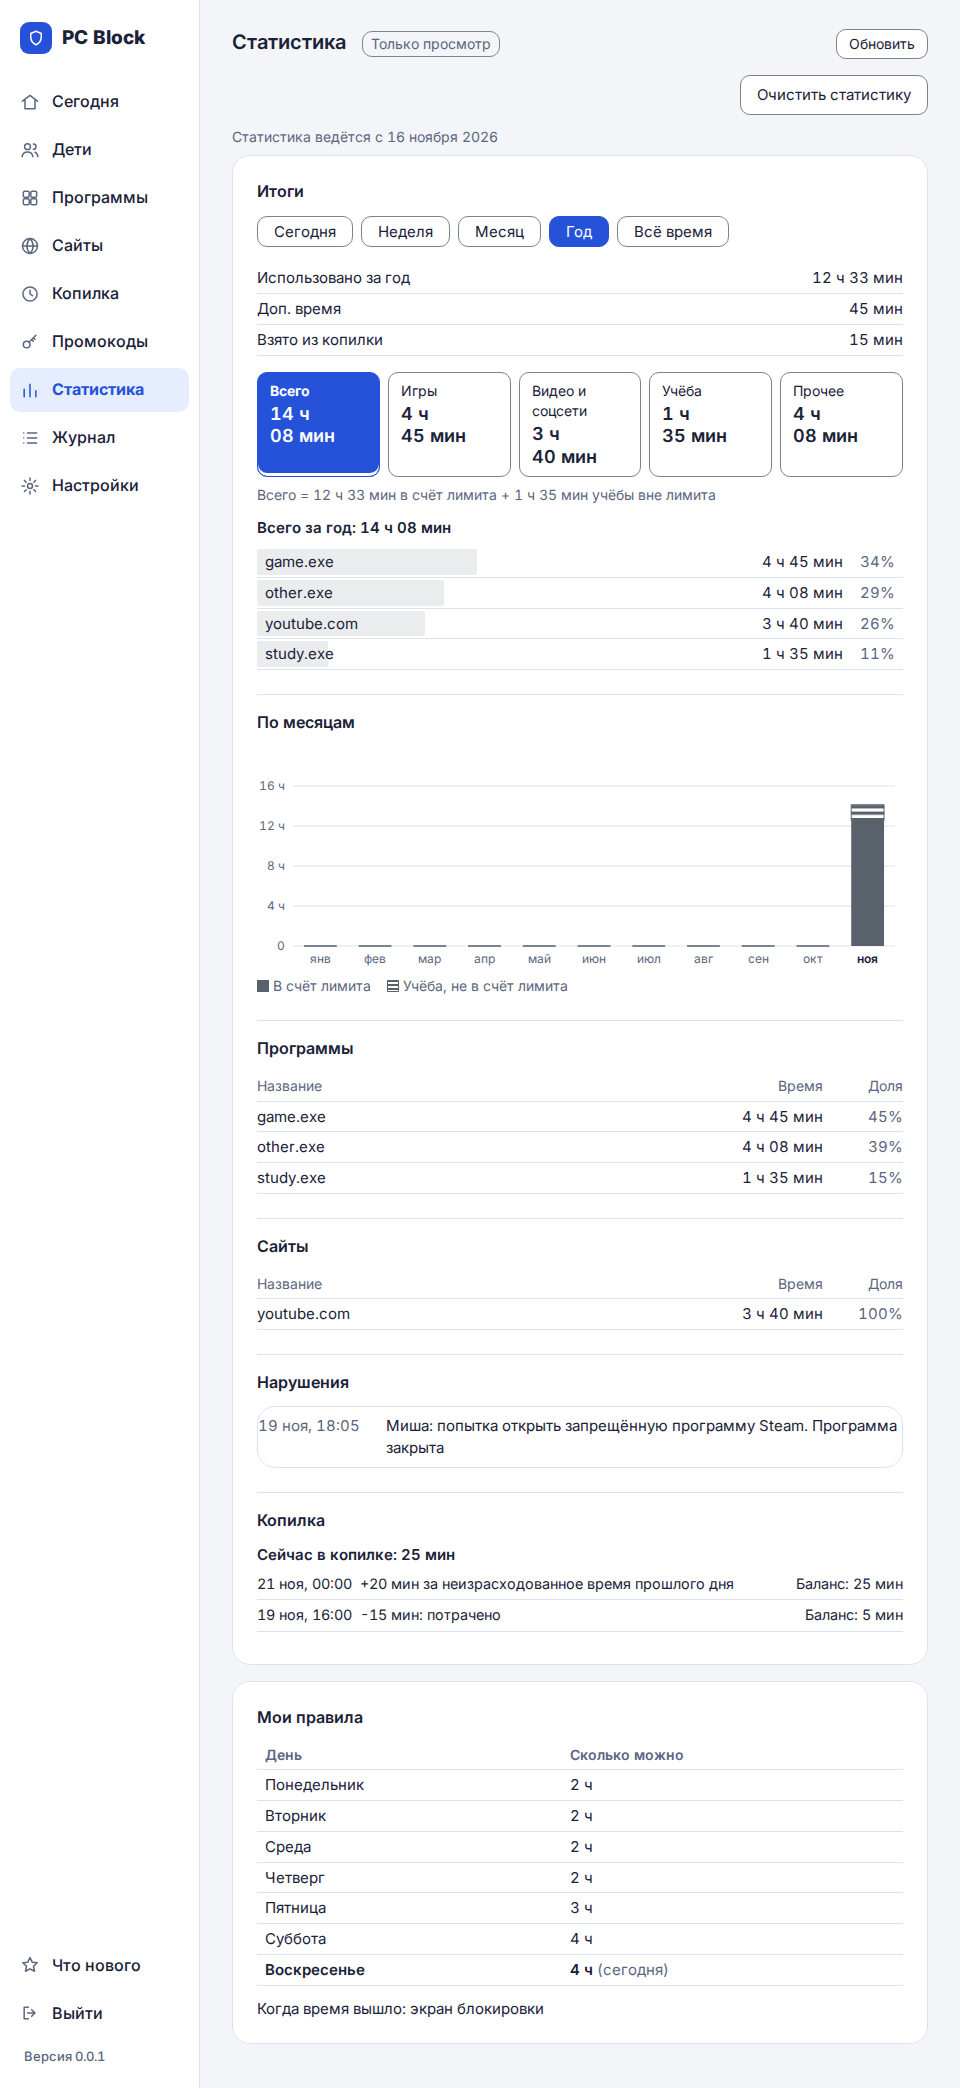 PC Block
Сегодня
Дети
Программы
Сайты
Копилка
Промокоды
Статистика
Журнал
Настройки
Что нового
Выйти
Версия 0.0.1
Статистика Только просмотр Обновить
Очистить статистику
Статистика ведётся с 16 ноября 2026
Итоги
Сегодня Неделя Месяц Год Всё время
Использовано за год 12 ч 33 мин
Доп. время 45 мин
Взято из копилки 15 мин
Всего
14 ч
08 мин
Игры
4 ч
45 мин
Видео и
соцсети
3 ч
40 мин
Учёба
1 ч
35 мин
Прочее
4 ч
08 мин
Всего = 12 ч 33 мин в счёт лимита + 1 ч 35 мин учёбы вне лимита
Всего за год: 14 ч 08 мин
game.exe 4 ч 45 мин 34%
other.exe 4 ч 08 мин 29%
youtube.com 3 ч 40 мин 26%
study.exe 1 ч 35 мин 11%
По месяцам
16 ч
12 ч
8 ч
4 ч
0
янв фев мар апр май июн июл авг сен окт ноя
В счёт лимита Учёба, не в счёт лимита
Программы
Название Время Доля
game.exe 4 ч 45 мин 45%
other.exe 4 ч 08 мин 39%
study.exe 1 ч 35 мин 15%
Сайты
Название Время Доля
youtube.com 3 ч 40 мин 100%
Нарушения
19 ноя, 18:05 Миша: попытка открыть запрещённую программу Steam. Программа
закрыта
Копилка
Сейчас в копилке: 25 мин
21 ноя, 00:00 +20 мин за неизрасходованное время прошлого дня Баланс: 25 мин
19 ноя, 16:00 -15 мин: потрачено Баланс: 5 мин
Мои правила
День Сколько можно
Понедельник 2 ч
Вторник 2 ч
Среда 2 ч
Четверг 2 ч
Пятница 3 ч
Суббота 4 ч
Воскресенье 4 ч (сегодня)
Когда время вышло: экран блокировки